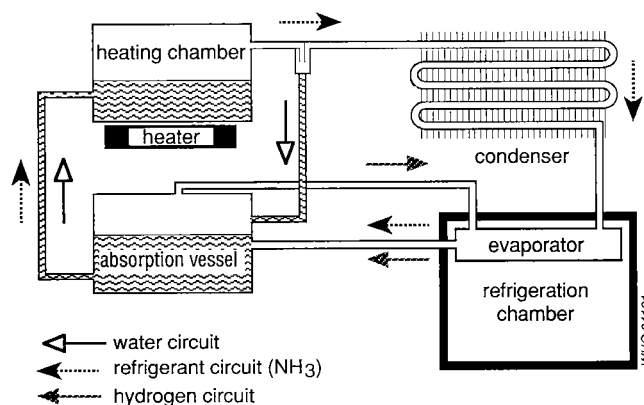 heating chamber
heater
condenser
absorption vessel
evaporator
refrigeration
chamber
water circuit
refrigerant circuit (NH3)
hydrogen circuit